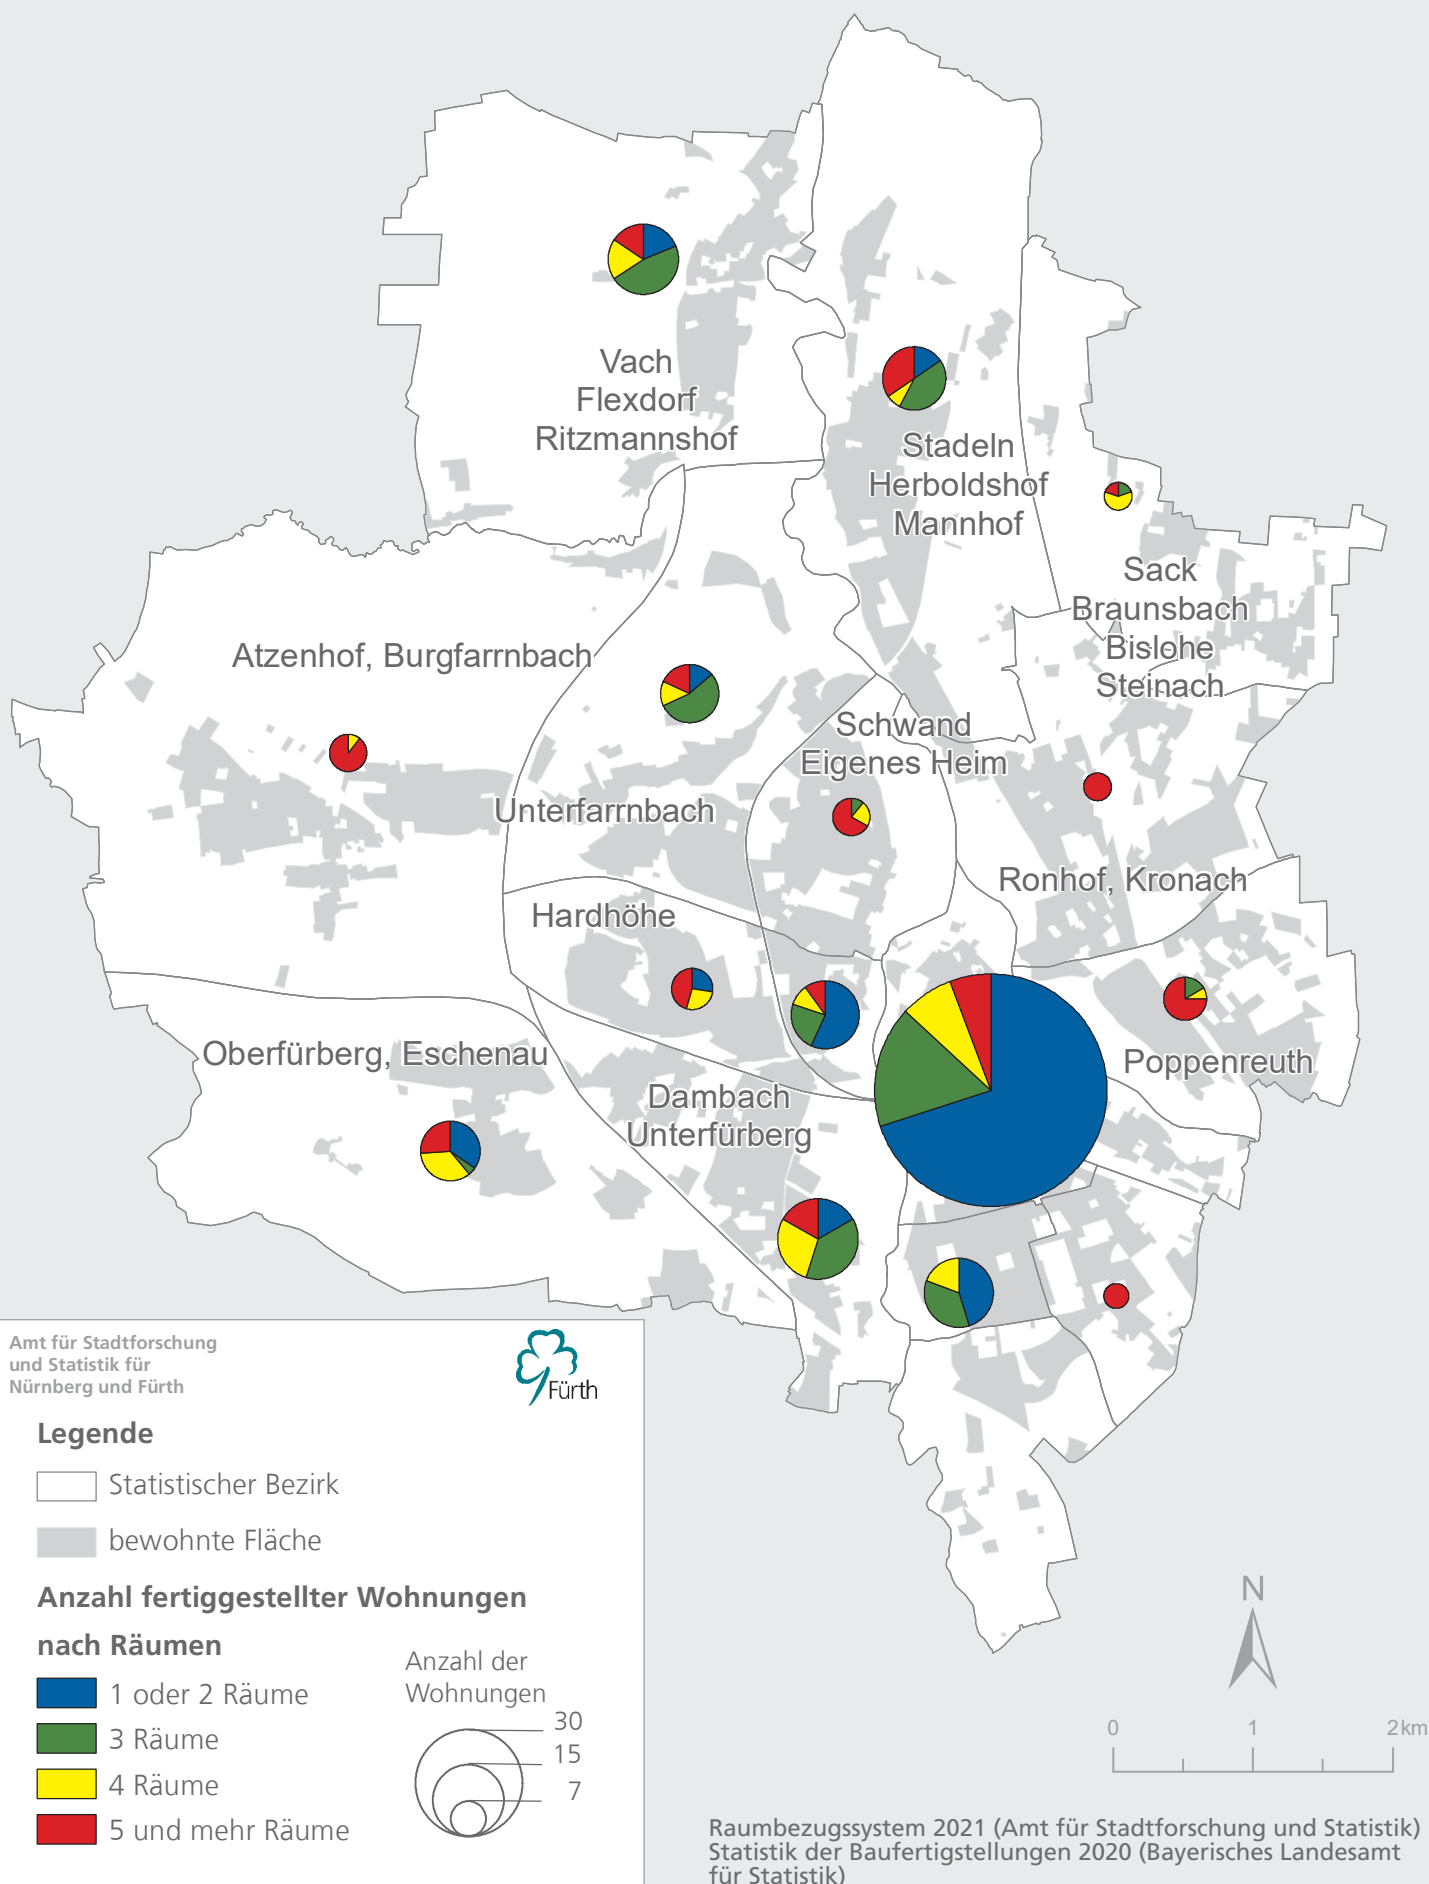 Vach
Flexdorf
Ritzmannshof
Stadeln
Herboldshof
Mannhof
Sack
Braunsbach
Bislohe
Steinach
Atzenhof, Burgfarrnbach
Schwand
Eigenes Heim
Unterfarrnbach
Ronhof, Kronach
Hardhöhe
Oberfürberg, Eschenau
Poppenreuth
Dambach
Unterfürberg
Amt für Stadtforschung
und Statistik für
Nürnberg und Fürth
Fürth
Legende
Statistischer Bezirk
bewohnte Fläche
Anzahl fertiggestellter Wohnungen
nach Räumen
1 oder 2 Räume
3 Räume
4 Räume
5 und mehr Räume
Anzahl der
Wohnungen
30
15
7
N
0 1 2 km
Raumbezugssystem 2021 (Amt für Stadtforschung und Statistik)
Statistik der Baufertigstellungen 2020 (Bayerisches Landesamt
für Statistik)